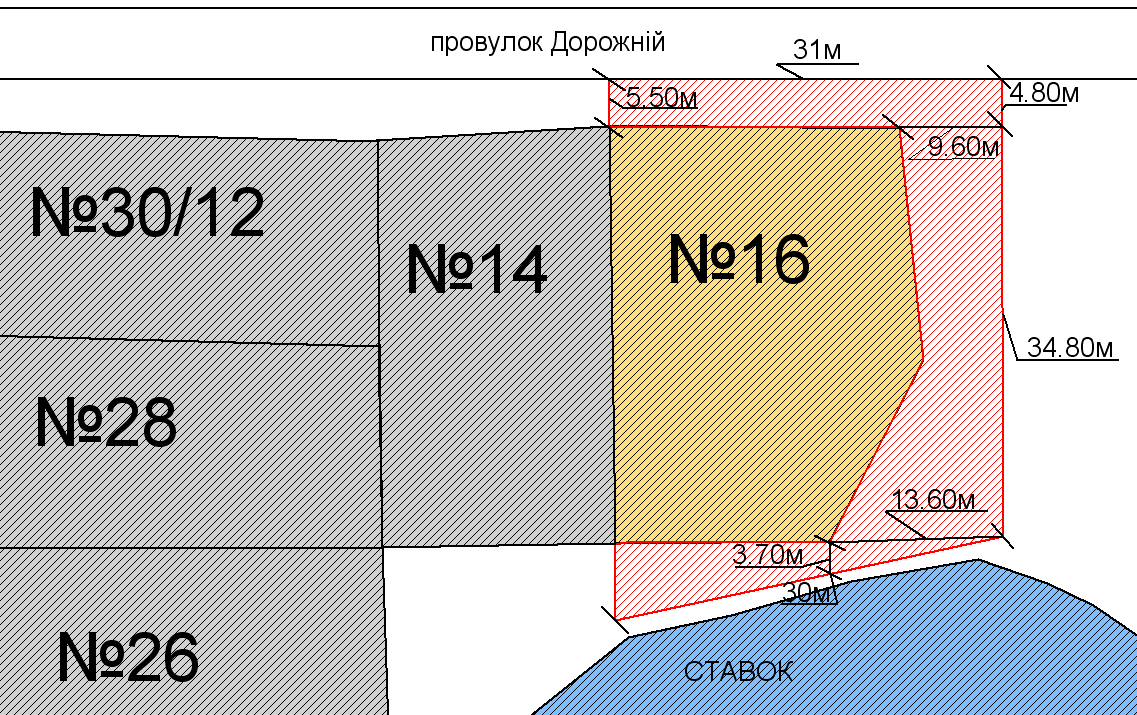 провулок Дорожній
31м
5.50м
4.80м
9.60м
№30/12
№14
№16
34.80м
№28
13.60м
3.70м
30м
№26
СТАВОК